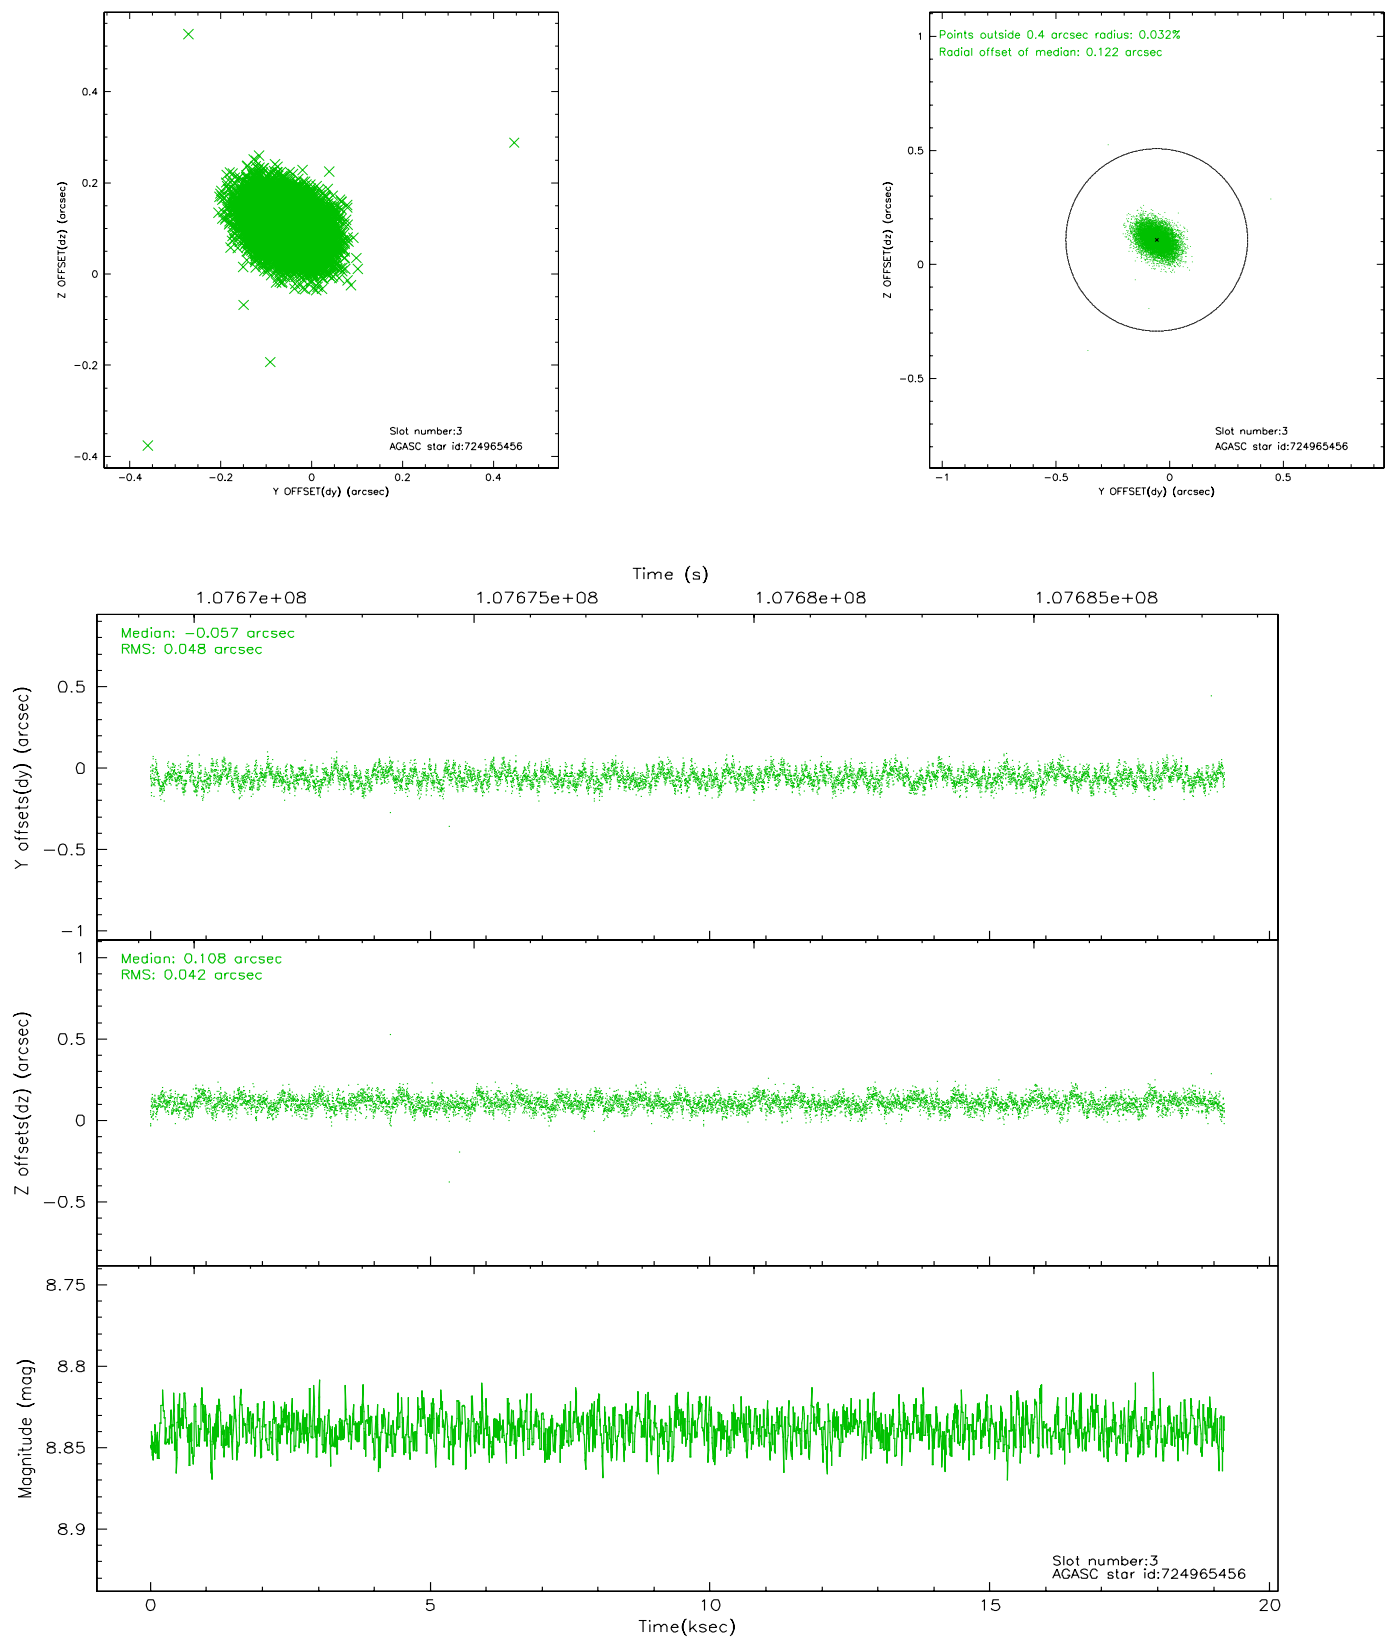 0.4
0.2
0
−0.2
−0.4
Z OFFSET(dz) (arcsec)
Slot number:3
AGASC star id:724965456
−0.4
−0.2
0
0.2
0.4
Y OFFSET(dy) (arcsec)
Points outside 0.4 arcsec radius: 0.032%
Radial offset of median: 0.122 arcsec
1
0.5
0
−0.5
Z OFFSET(dz) (arcsec)
Slot number:3
AGASC star id:724965456
−1
−0.5
0
0.5
Y OFFSET(dy) (arcsec)
Time (s)
1.0767e+08
1.07675e+08
1.0768e+08
1.07685e+08
Median: −0.057 arcsec
RMS: 0.048 arcsec
0.5
0
−0.5
−1
Y offsets(dy) (arcsec)
Median: 0.108 arcsec
RMS: 0.042 arcsec
1
0.5
0
−0.5
Z offsets(dz) (arcsec)
8.75
8.8
8.85
8.9
Magnitude (mag)
Slot number:3
AGASC star id:724965456
0
5
10
15
20
Time(ksec)